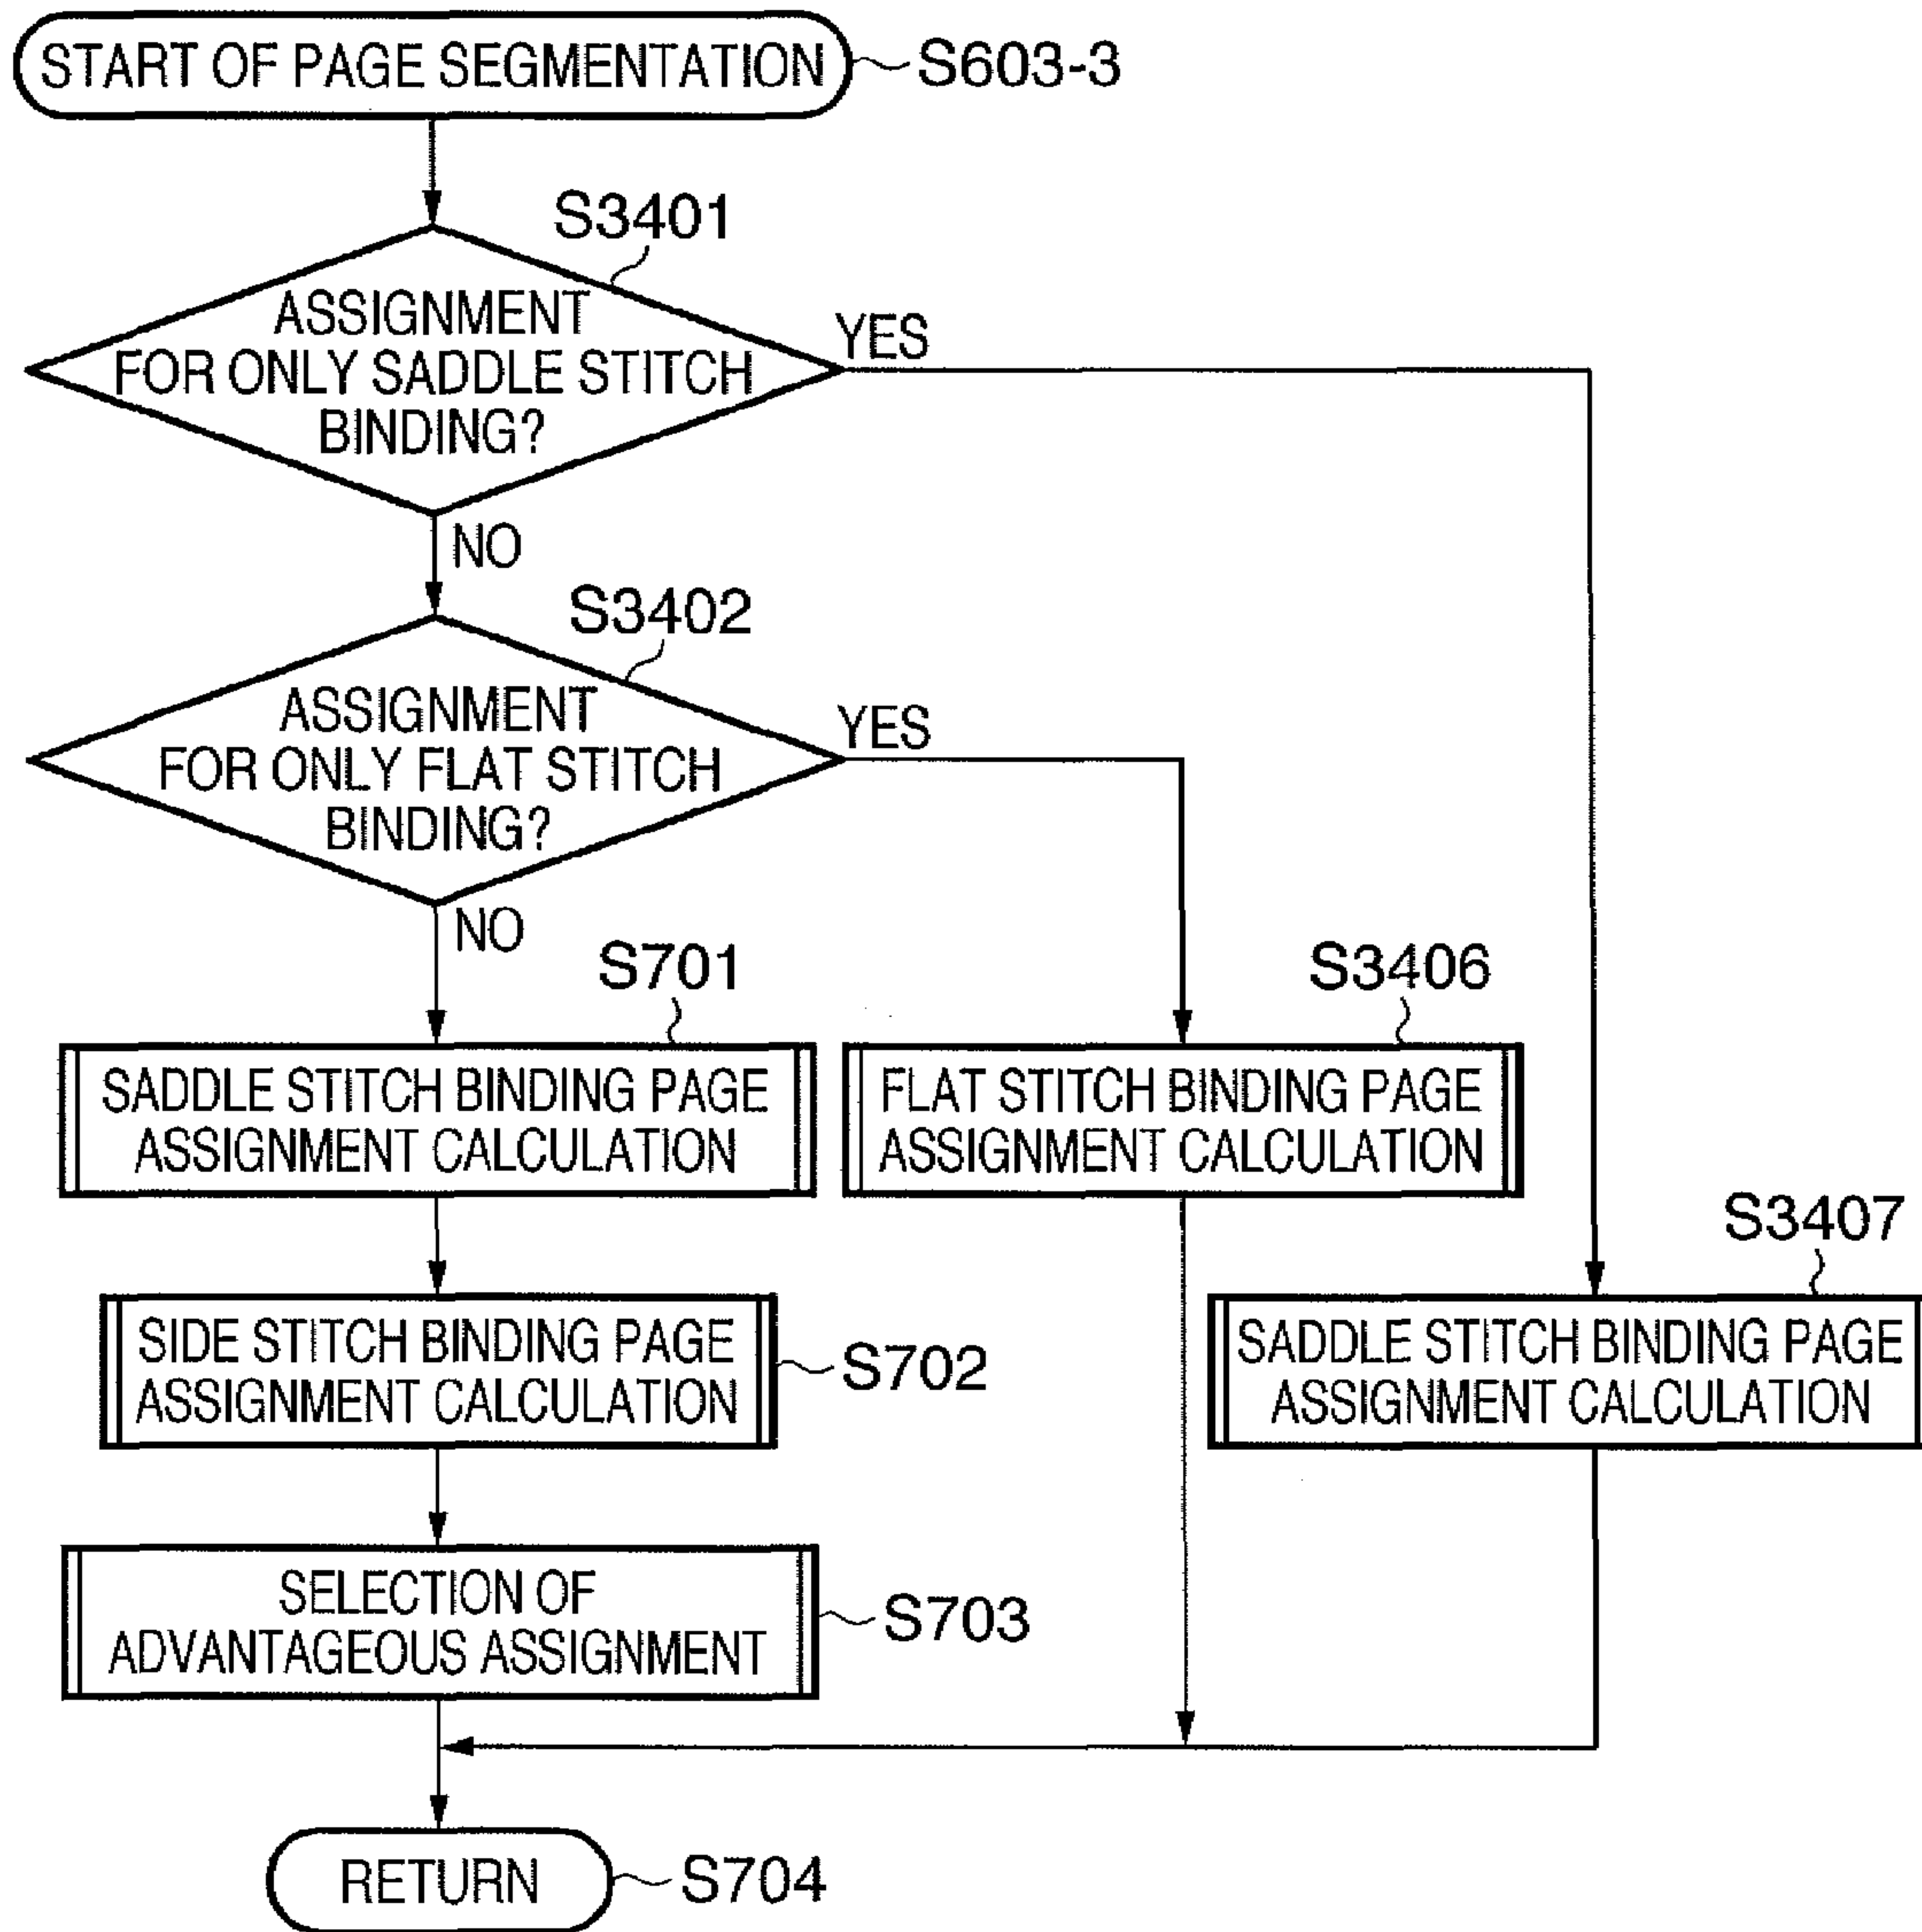 START OF PAGE SEGMENTATION
S603-3
S3401
ASSIGNMENT
FOR ONLY SADDLE STITCH
BINDING?
YES
NO
S3402
ASSIGNMENT
FOR ONLY FLAT STITCH
BINDING?
YES
NO
S701
SADDLE STITCH BINDING PAGE
ASSIGNMENT CALCULATION
S3406
FLAT STITCH BINDING PAGE
ASSIGNMENT CALCULATION
S3407
SADDLE STITCH BINDING PAGE
ASSIGNMENT CALCULATION
SIDE STITCH BINDING PAGE
ASSIGNMENT CALCULATION
S702
SELECTION OF
ADVANTAGEOUS ASSIGNMENT
S703
RETURN
S704